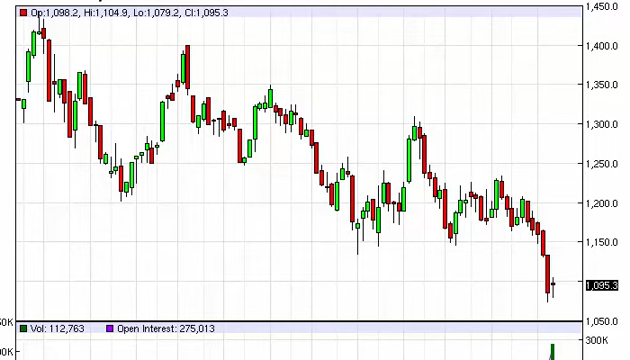 Op:1,098.2, Hi:1,104.9, Lo:1,079.2, Cl:1,095.3
1,450.0
1,400.0
1,350.0
1,300.0
1,250.0
1,200.0
1,150.0
1,095.3
1,050.0
50K
Vol: 112,763 Open Interest: 275,013
300K
00K